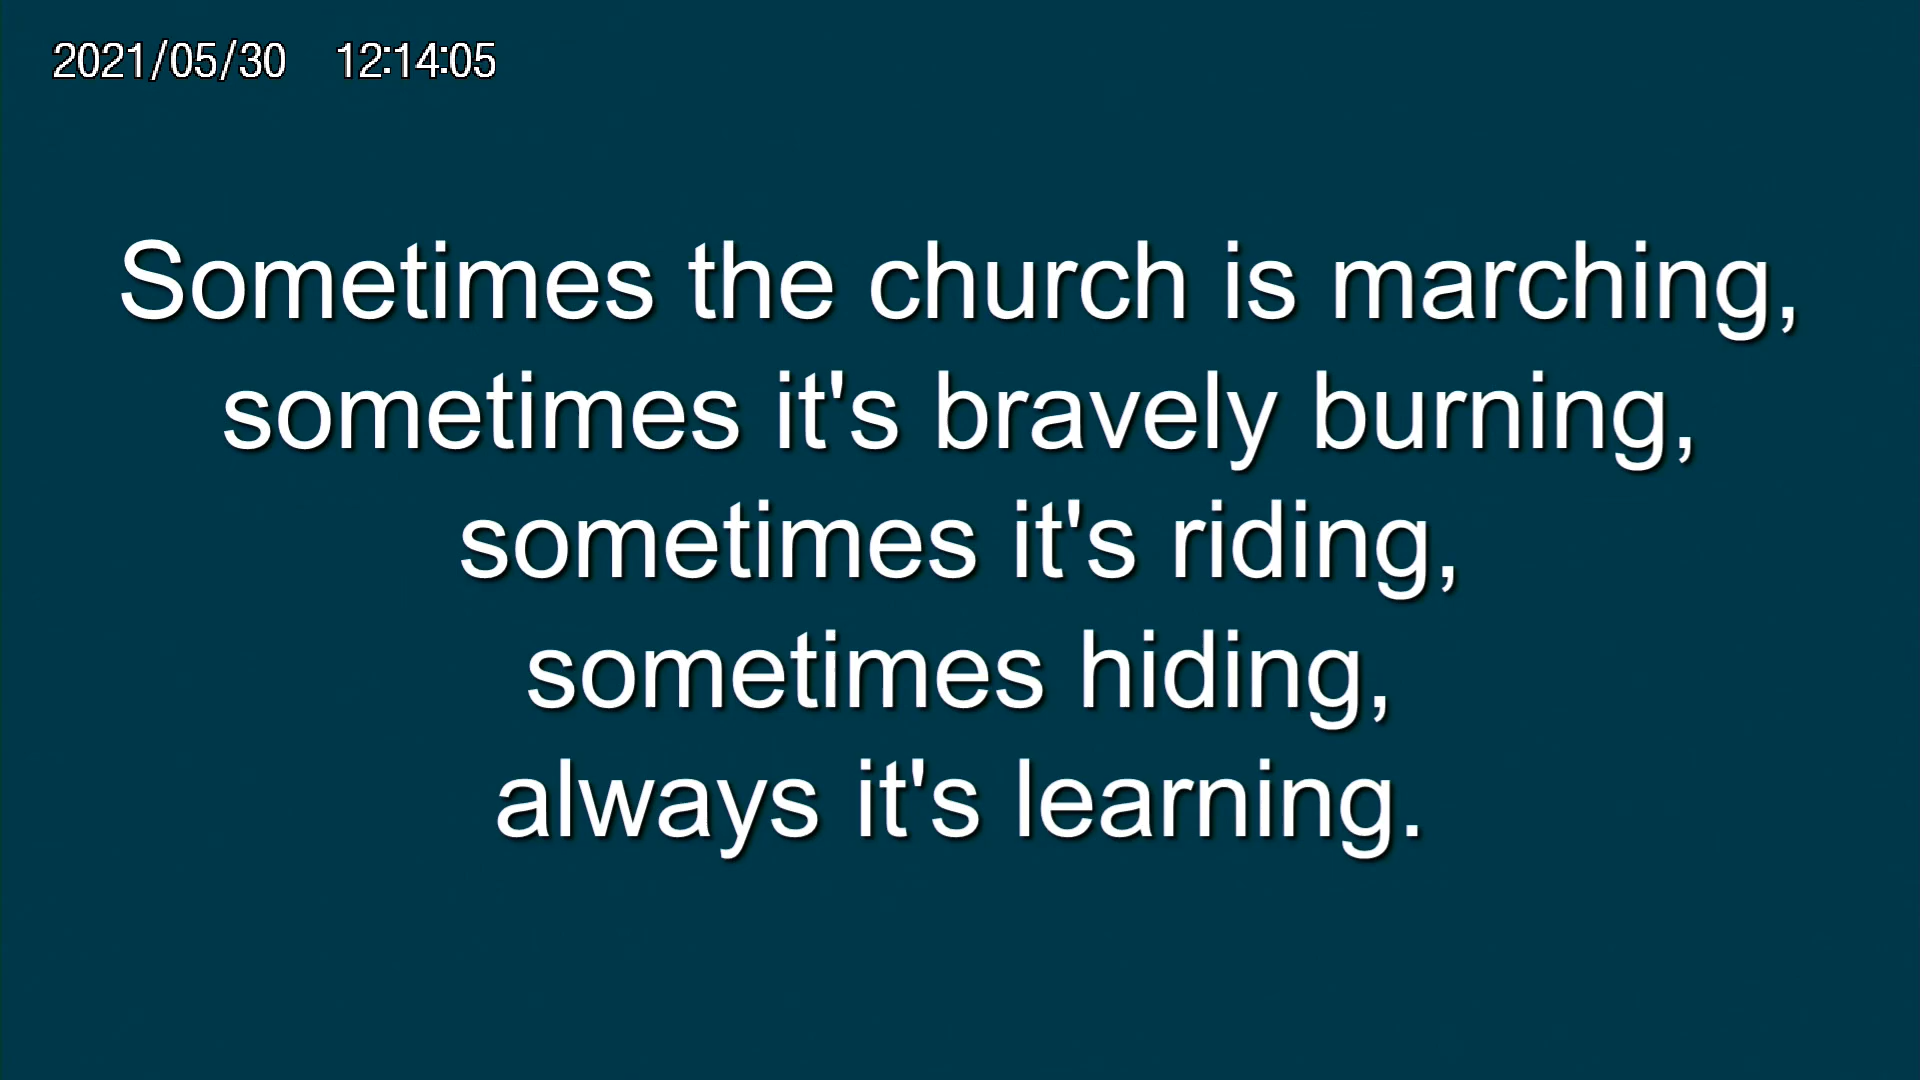 2021/05/30 12:14:05
Sometimes the church is marching,
sometimes it's bravely burning,
sometimes it's riding,
sometimes hiding,
always it's learning.